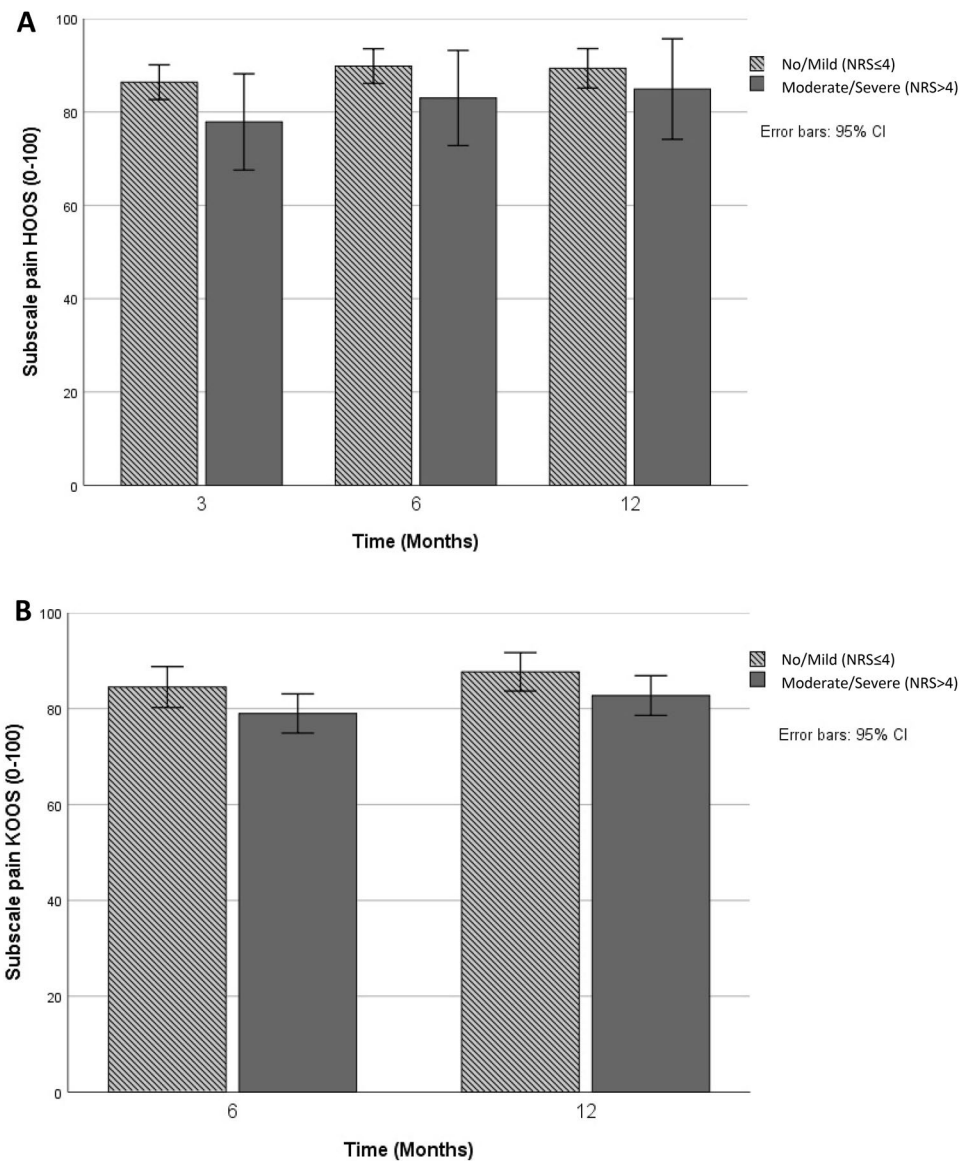 A
100
80
60
40
20
0
Subscale pain HOOS (0-100)
3 6 12
Time (Months)
No/Mild (NRS≤4)
Moderate/Severe (NRS>4)
Error bars: 95% CI
B
100
80
60
40
20
0
Subscale pain KOOS (0-100)
6 12
Time (Months)
No/Mild (NRS≤4)
Moderate/Severe (NRS>4)
Error bars: 95% CI